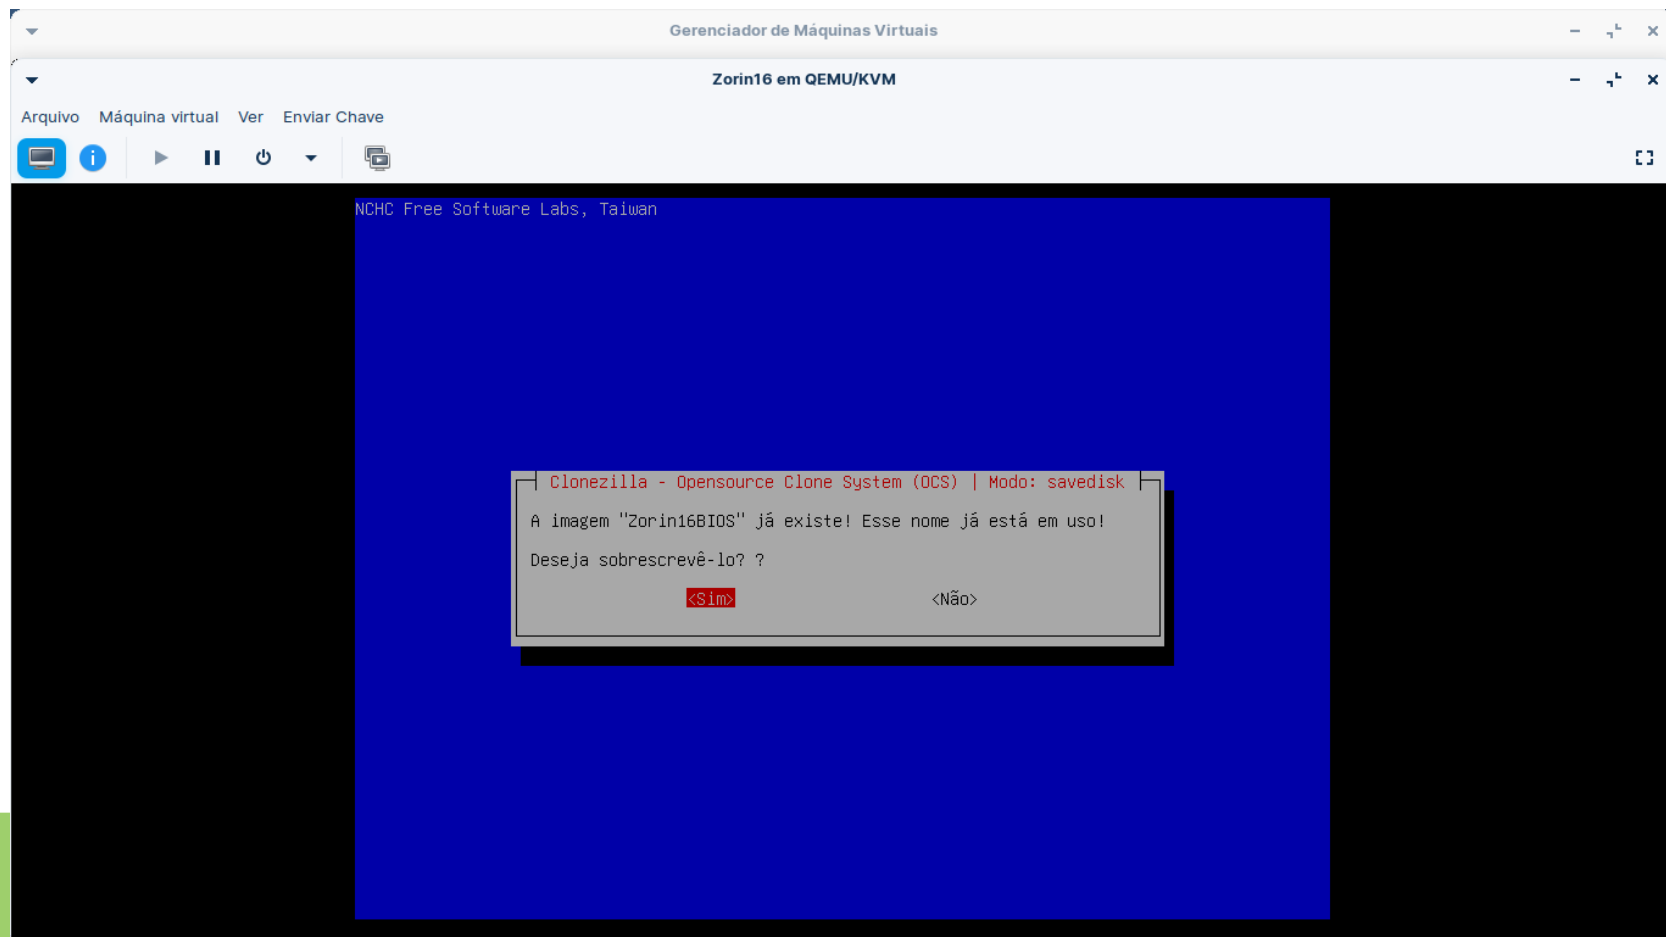 Gerenciador de Máquinas Virtuais
Zorin16 em QEMU/KVM
Arquivo Máquina virtual Ver Enviar Chave
NCHC Free Software Labs, Taiwan
Clonezilla - Opensource Clone System (OCS) | Modo: savedisk
A imagem "Zorin16BIOS" já existe! Esse nome já está em uso!
Deseja sobrescrevê-lo? ?
<Sim> <Não>